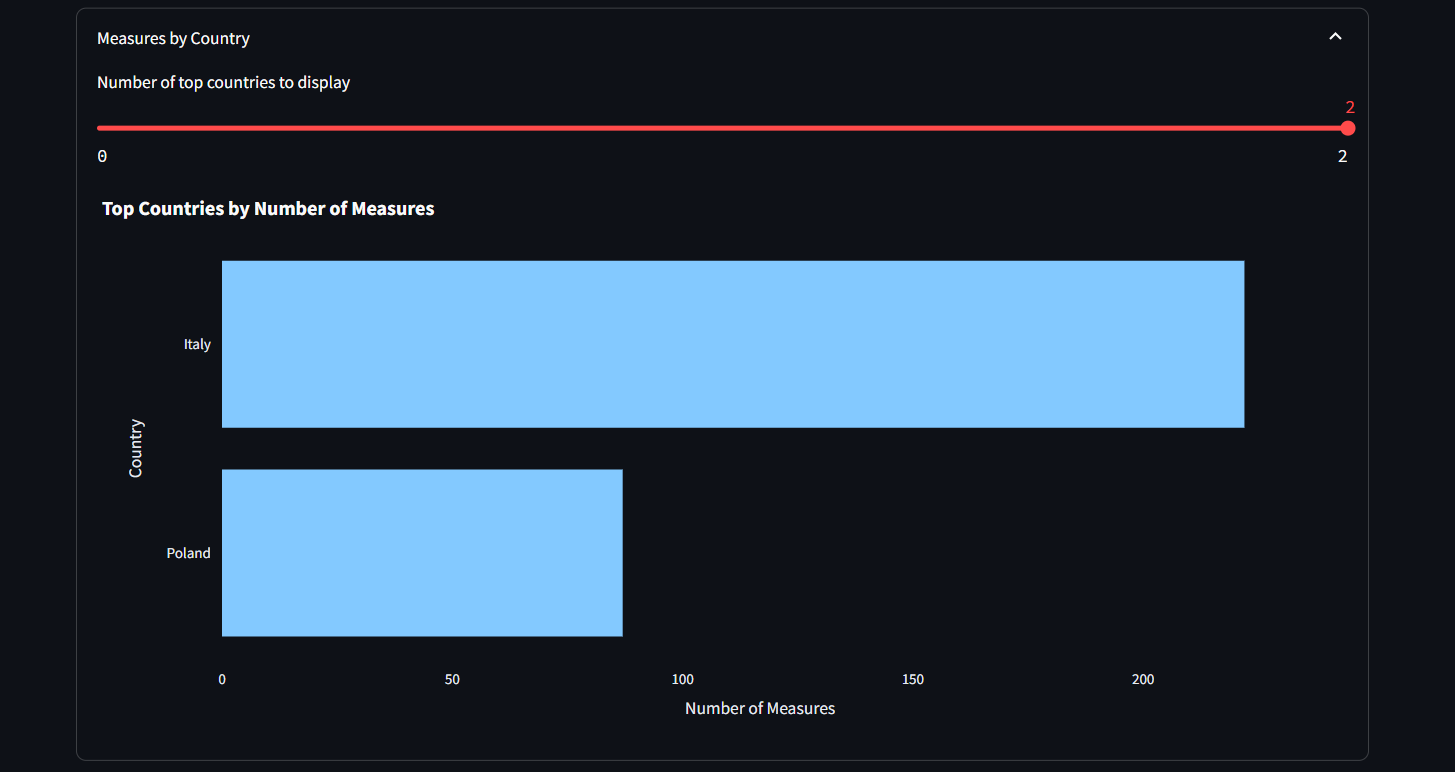 Measures by Country
Number of top countries to display
2
0
2
Top Countries by Number of Measures
Italy
Country
Poland
0
50
100
150
200
Number of Measures